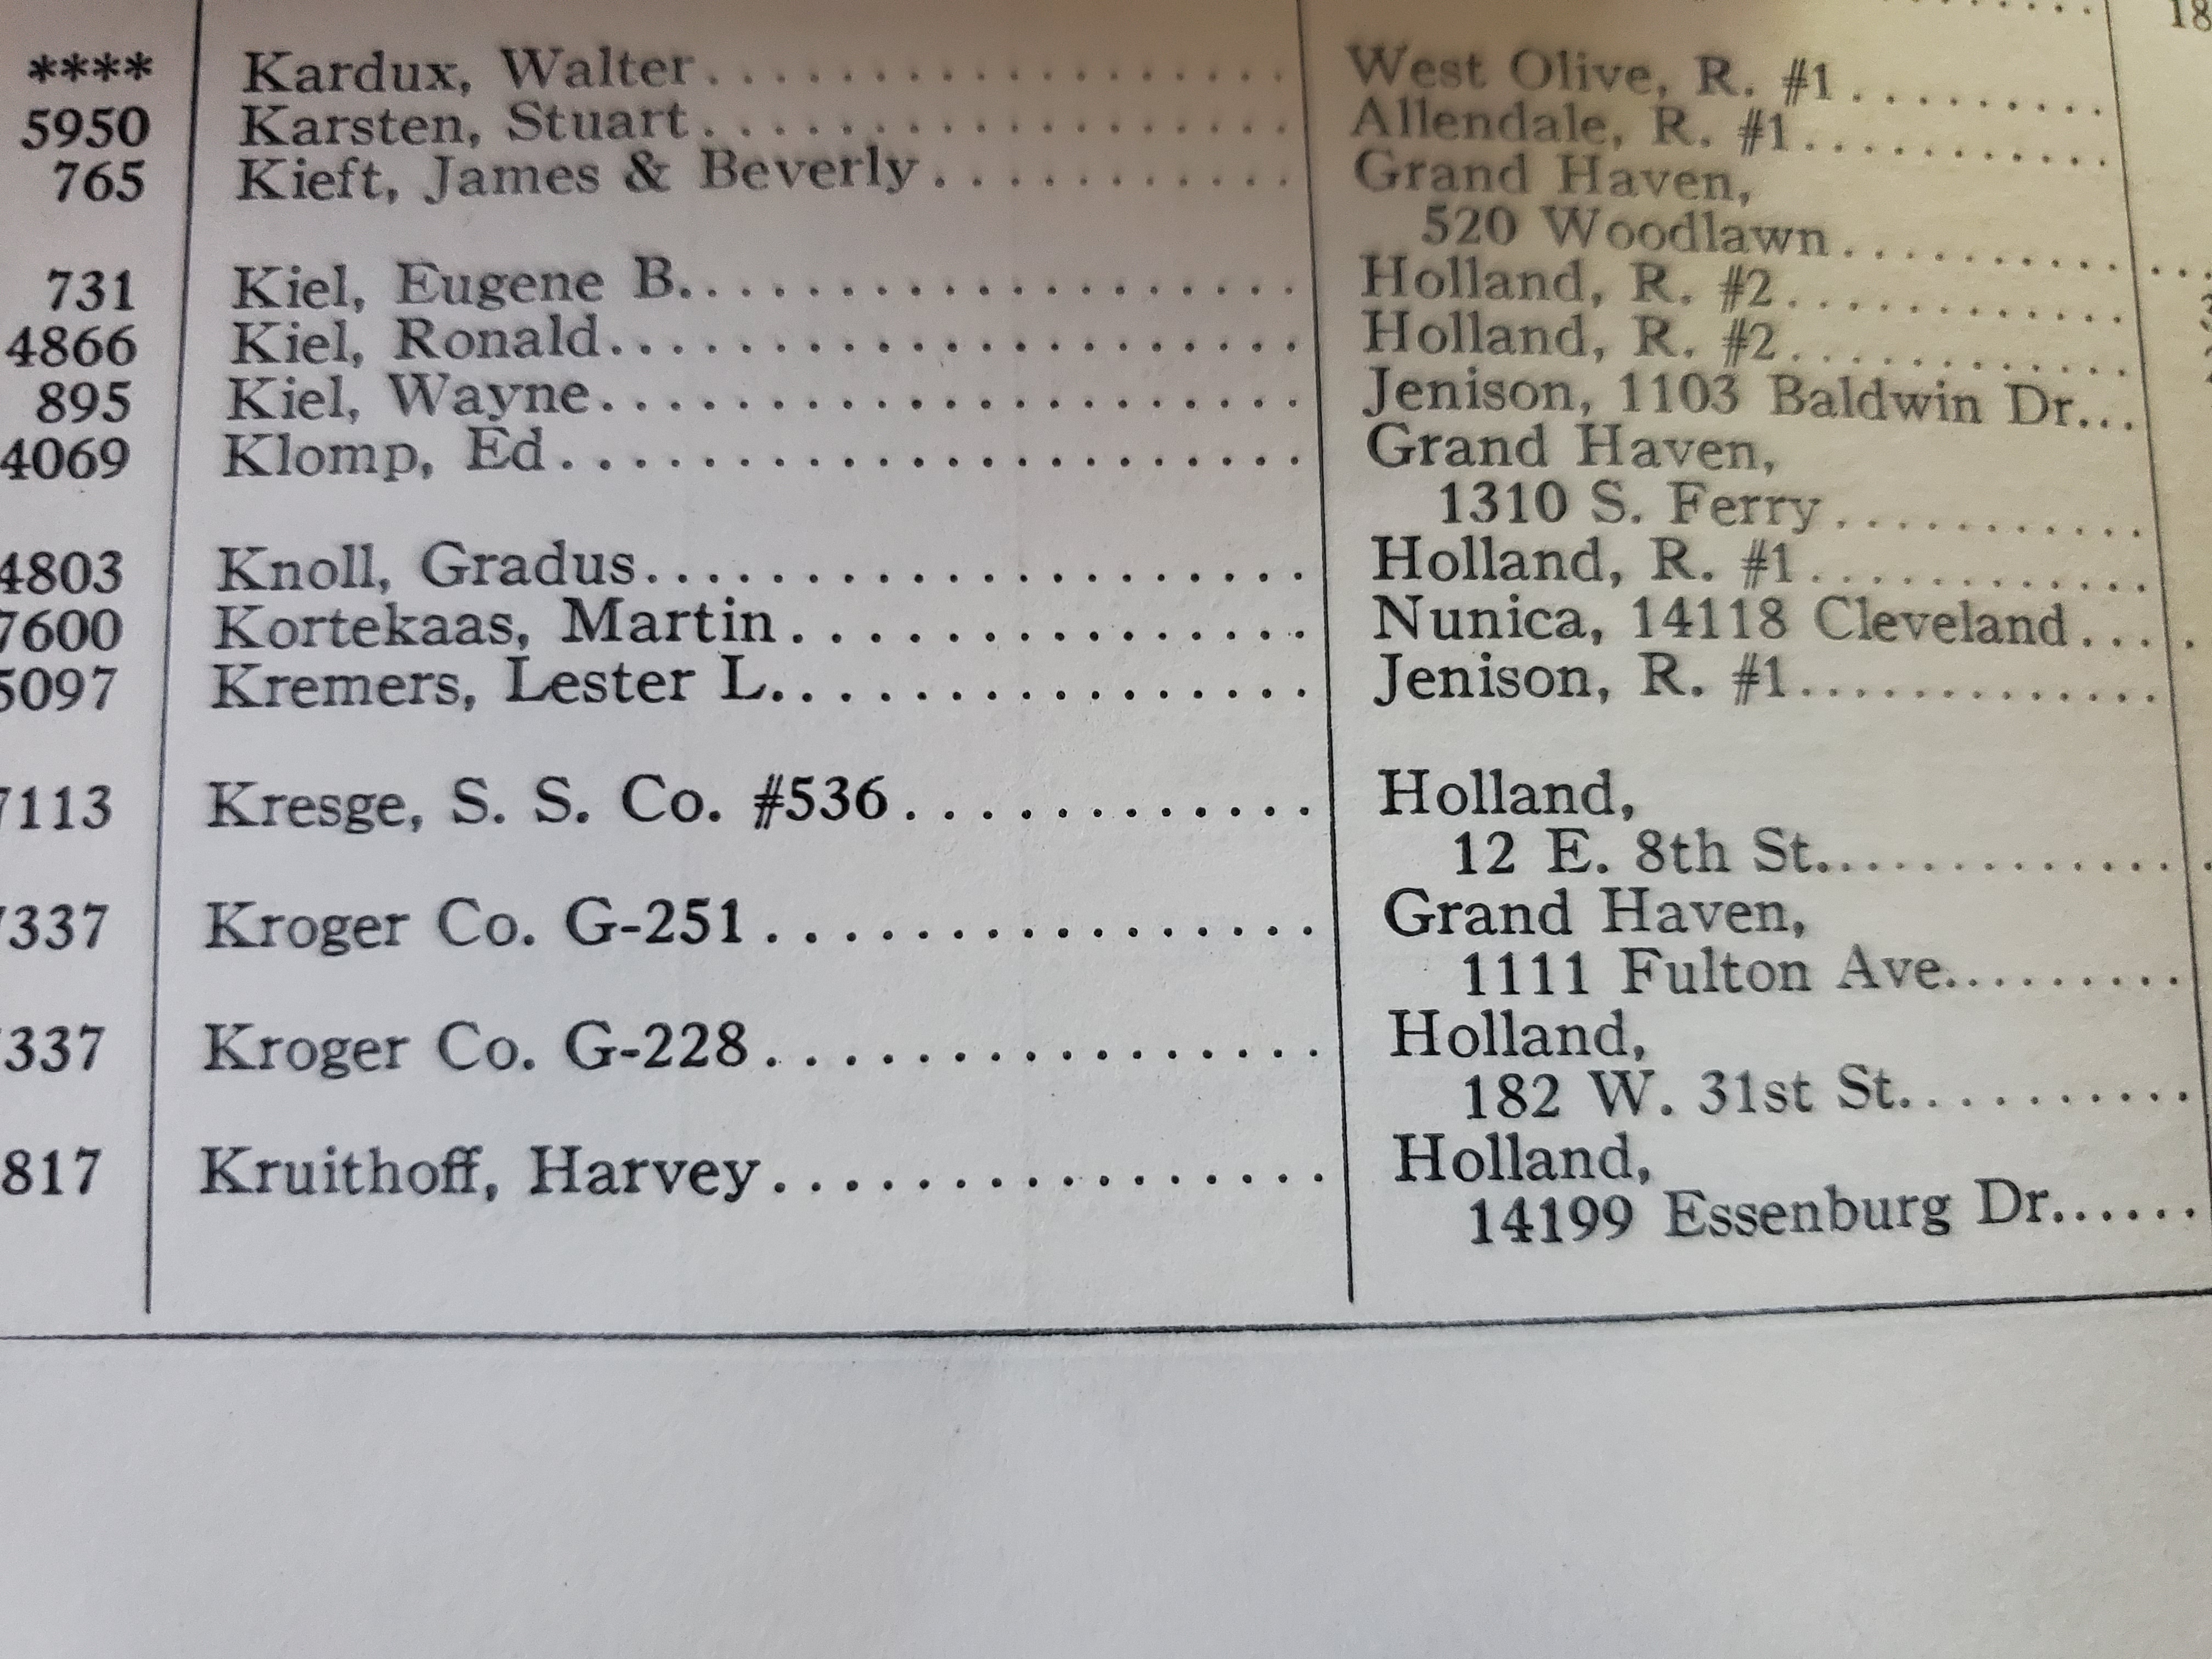 18
**** Kardux, Walter.................... West Olive, R. #1..........
5950 Karsten, Stuart.................... Allendale, R. #1............
765 Kieft, James & Beverly............ Grand Haven,
520 Woodlawn............
731 Kiel, Eugene B.................... Holland, R. #2.............
4866 Kiel, Ronald...................... Holland, R. #2.............
895 Kiel, Wayne...................... Jenison, 1103 Baldwin Dr...
4069 Klomp, Ed........................ Grand Haven,
1310 S. Ferry............
4803 Knoll, Gradus..................... Holland, R. #1.............
7600 Kortekaas, Martin................ Nunica, 14118 Cleveland....
5097 Kremers, Lester L................. Jenison, R. #1.............
7113 Kresge, S. S. Co. #536............ Holland,
12 E. 8th St..............
337 Kroger Co. G-251................. Grand Haven,
1111 Fulton Ave..........
337 Kroger Co. G-228................. Holland,
182 W. 31st St...........
817 Kruithoff, Harvey................. Holland,
14199 Essenburg Dr......